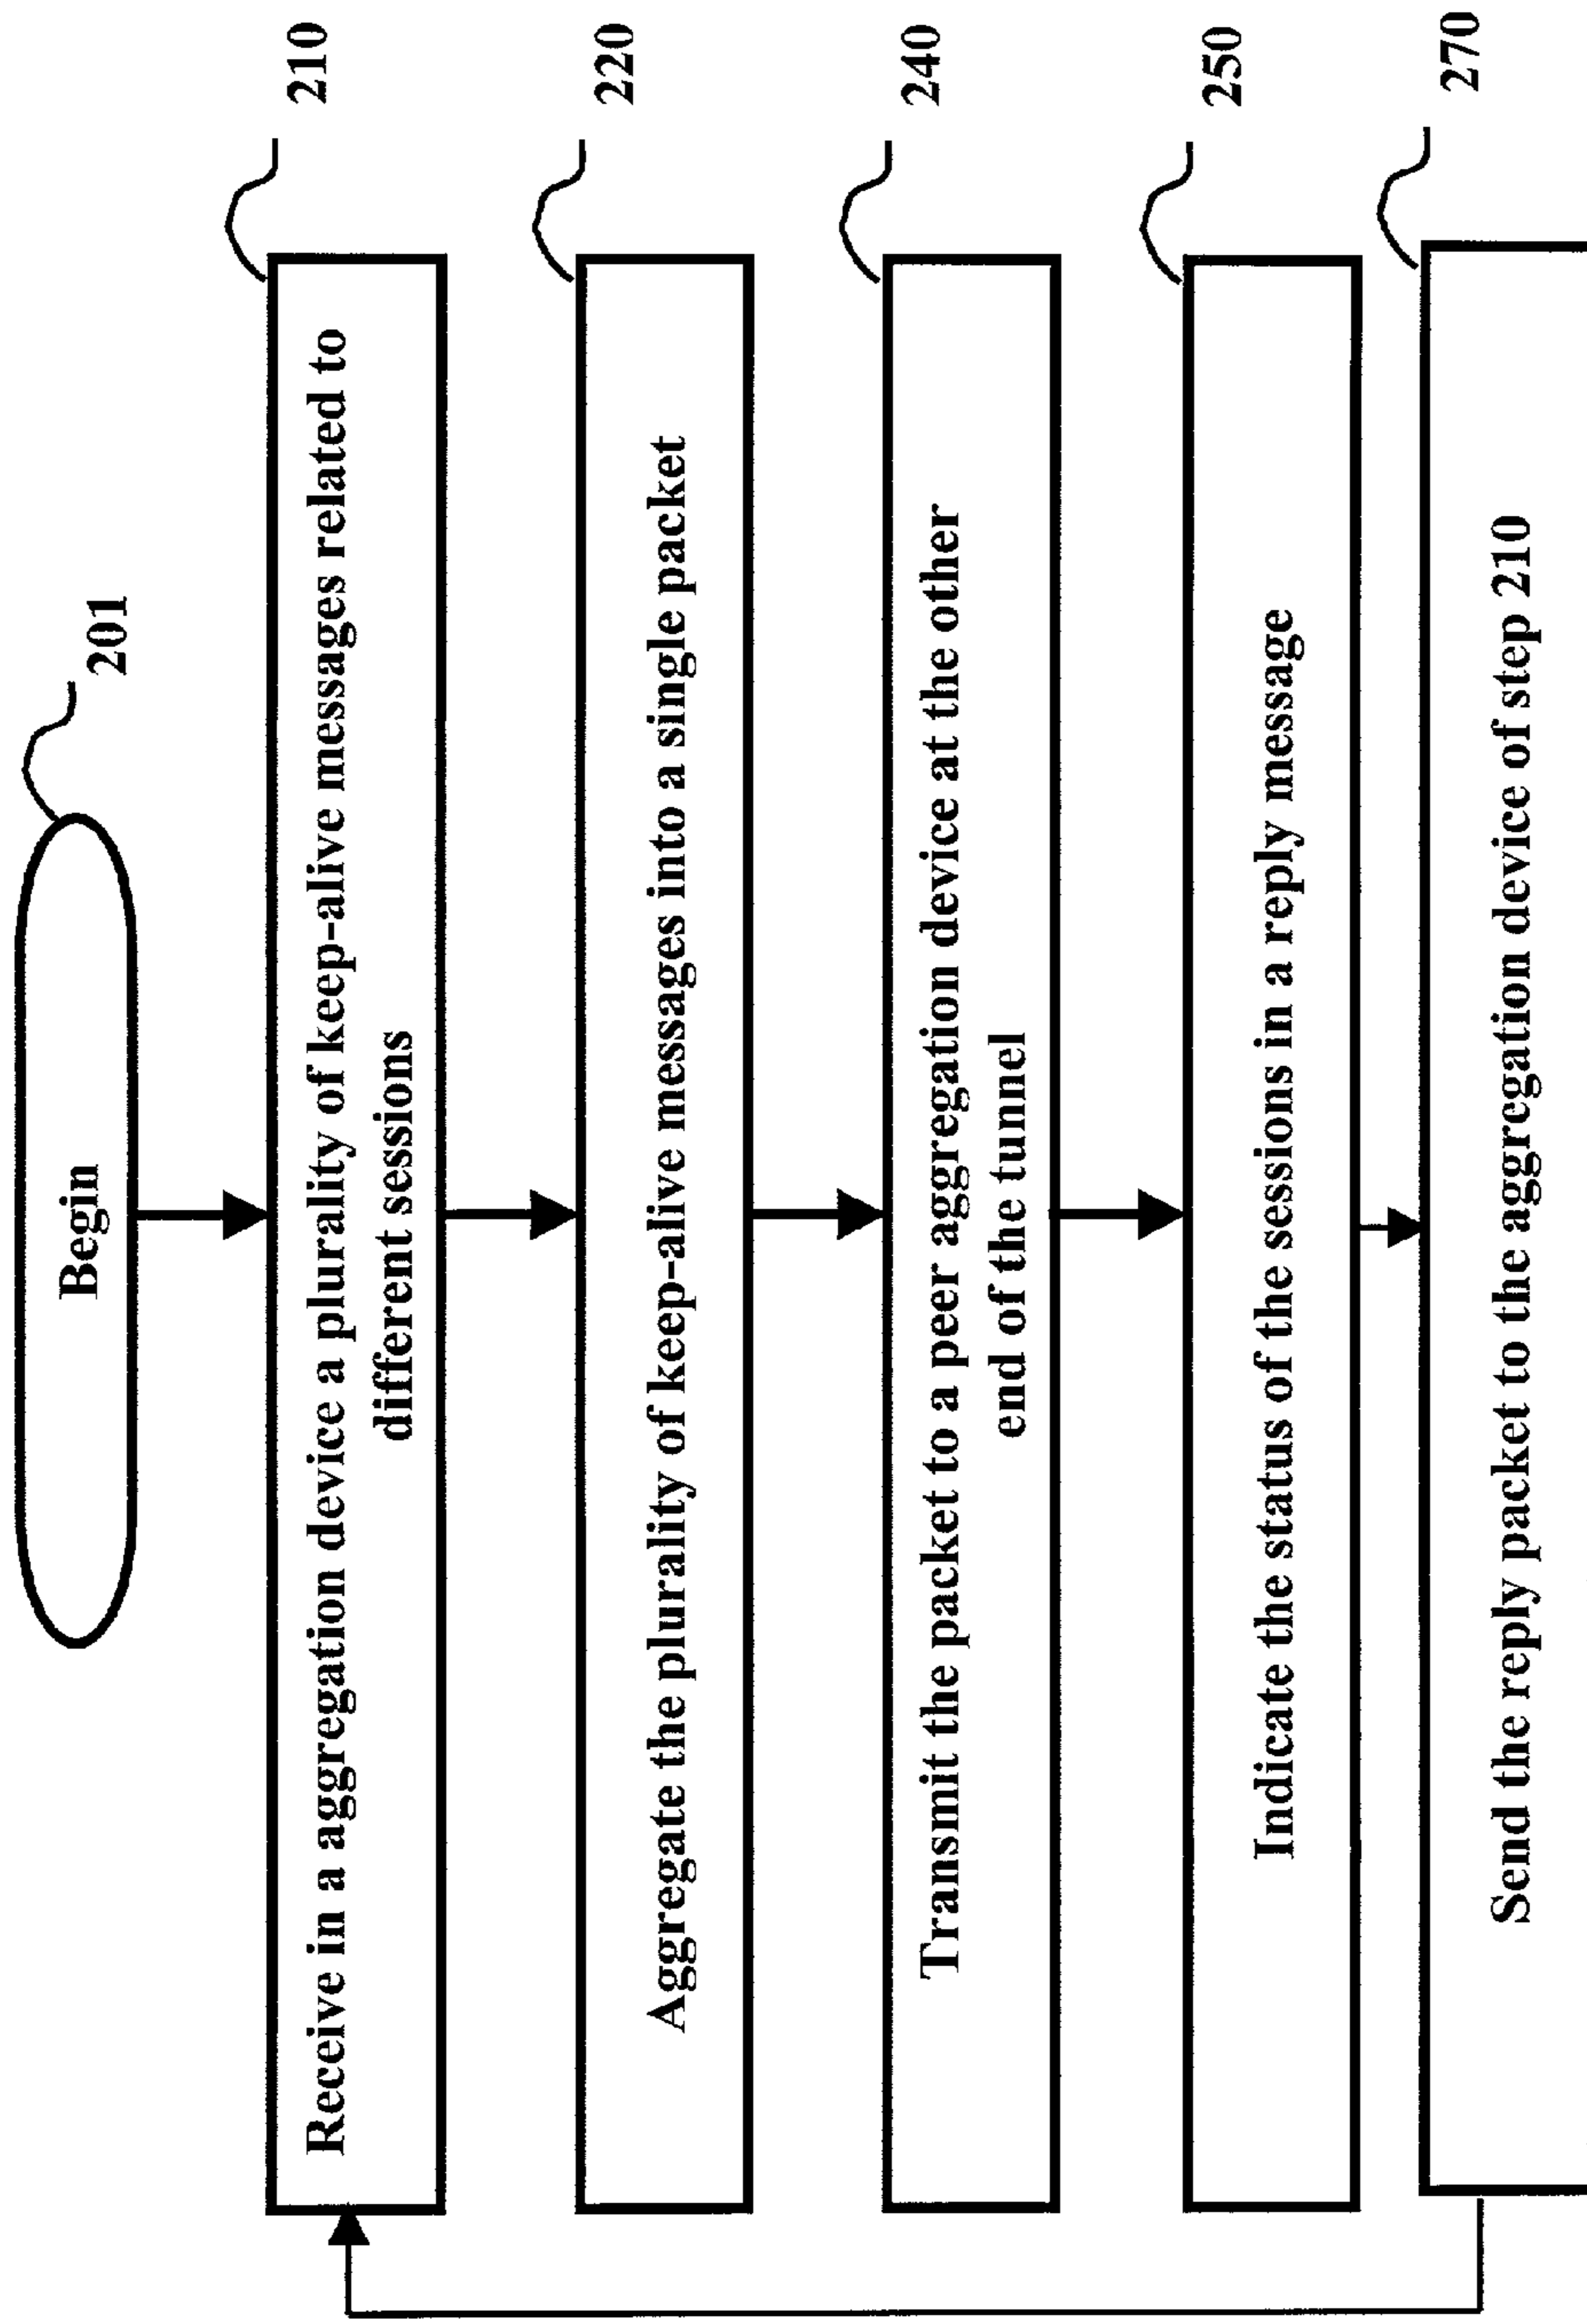 Begin
201
Receive in a aggregation device a plurality of keep-alive messages related to
different sessions
210
Aggregate the plurality of keep-alive messages into a single packet
220
Transmit the packet to a peer aggregation device at the other
end of the tunnel
240
Indicate the status of the sessions in a reply message
250
Send the reply packet to the aggregation device of step 210
270